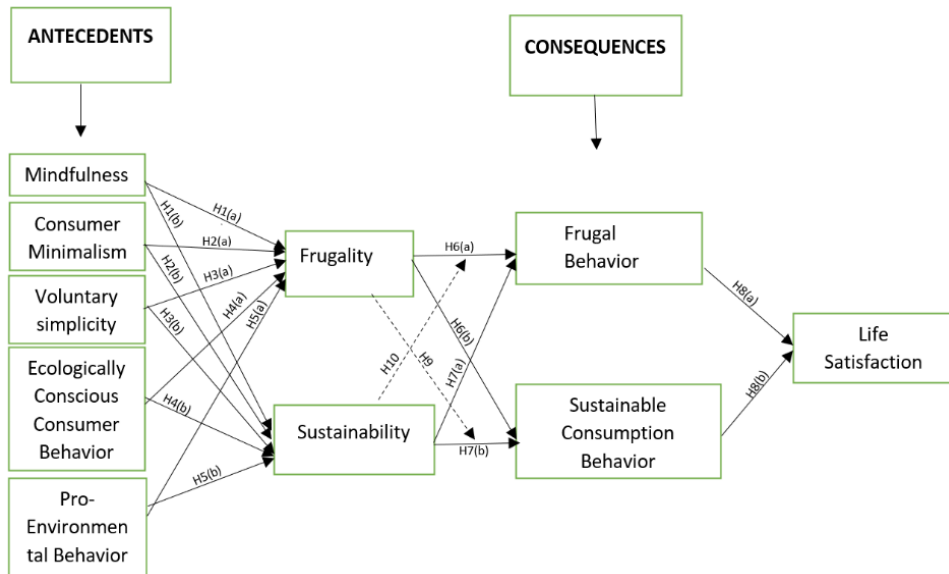 ANTECEDENTS
CONSEQUENCES
Mindfulness
Consumer
Minimalism
Voluntary
simplicity
Ecologically
Conscious
Consumer
Behavior
Pro-
Environmen
tal Behavior
H1(a)
H1(b)
H2(a)
H2(b)
H3(a)
H3(b)
H4(a)
H4(b)
H5(a)
H5(b)
Frugality
Sustainability
H6(a)
H6(b)
H7(a)
H7(b)
H9
H10
Frugal
Behavior
Sustainable
Consumption
Behavior
H8(a)
H8(b)
Life
Satisfaction